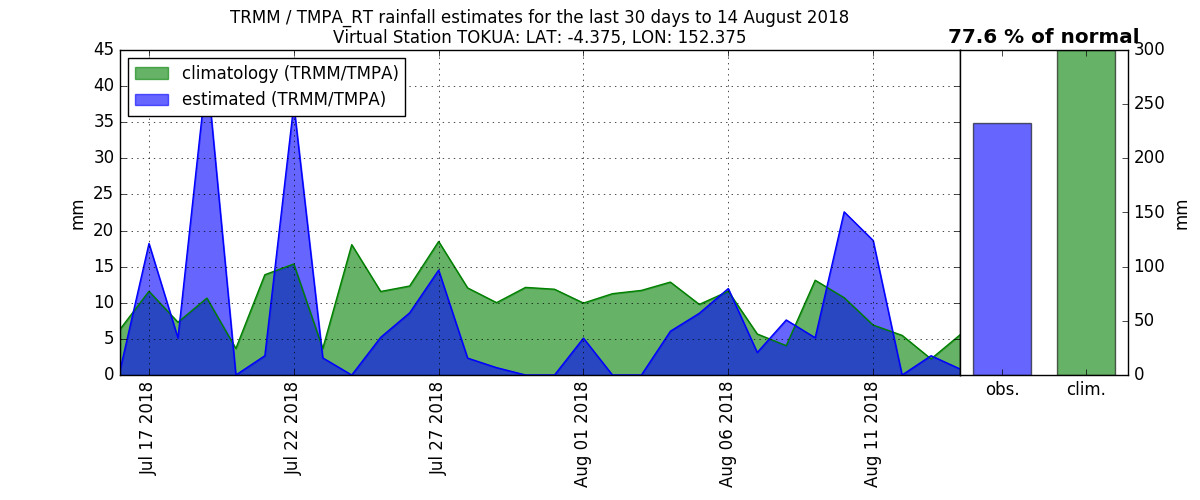 TRMM / TMPA_RT rainfall estimates for the last 30 days to 14 August 2018
Virtual Station TOKUA: LAT: -4.375, LON: 152.375
77.6 % of normal
climatology (TRMM/TMPA)
estimated (TRMM/TMPA)
mm
45
40
35
30
25
20
15
10
5
0
Jul 17 2018
Jul 22 2018
Jul 27 2018
Aug 01 2018
Aug 06 2018
Aug 11 2018
300
250
200
150
100
50
0
mm
obs.
clim.